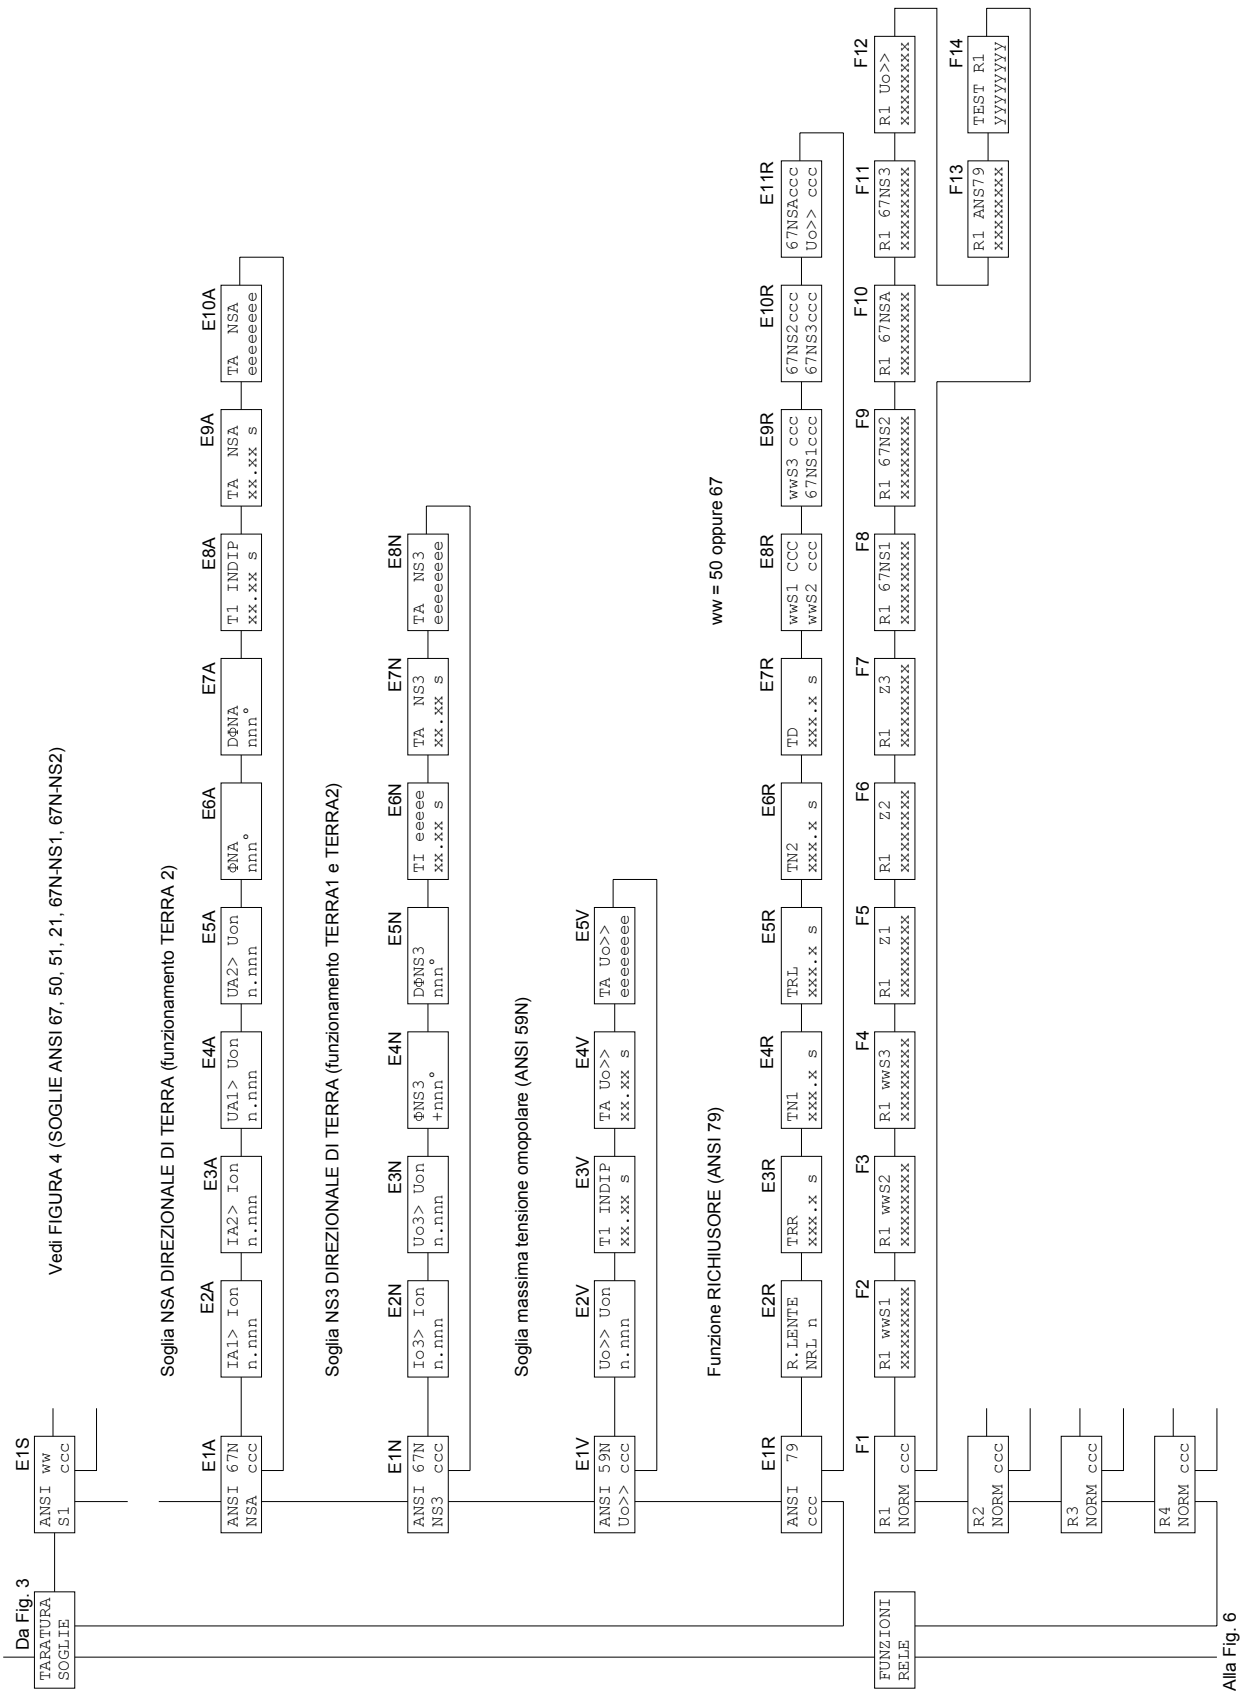 Da Fig. 3
TARATURA
SOGLIE
E1S
ANSI ww
S1 ccc
Vedi FIGURA 4 (SOGLIE ANSI 67, 50, 51, 21, 67N-NS1, 67N-NS2)
Soglia NSA DIREZIONALE DI TERRA (funzionamento TERRA 2)
E1A
ANSI 67N
NSA ccc
E2A
IA1> Ion
n.nnn
E3A
IA2> Ion
n.nnn
E4A
UA1> Uon
n.nnn
E5A
UA2> Uon
n.nnn
E6A
ΦNA
nnn°
E7A
DΦNA
nnn°
E8A
T1 INDIP
xx.xx s
E9A
TA NSA
xx.xx s
E10A
TA NSA
eeeeeeee
Soglia NS3 DIREZIONALE DI TERRA (funzionamento TERRA1 e TERRA2)
E1N
ANSI 67N
NS3 ccc
E2N
Io3> Ion
n.nnn
E3N
Uo3> Uon
n.nnn
E4N
ΦNS3
+nnn°
E5N
DΦNS3
nnn°
E6N
TI eeeee
xx.xx s
E7N
TA NS3
xx.xx s
E8N
TA NS3
eeeeeeee
Soglia massima tensione omopolare (ANSI 59N)
E1V
ANSI 59N
Uo>> ccc
E2V
Uo>> Uon
n.nnn
E3V
T1 INDIP
xx.xx s
E4V
TA Uo>>
xx.xx s
E5V
TA Uo>>
eeeeeeee
Funzione RICHIUSORE (ANSI 79)
ww = 50 oppure 67
E1R
ANSI 79
ccc
E2R
R.LENTE
NRL n
E3R
TRR
xxx.x s
E4R
TN1
xxx.x s
E5R
TRL
xxx.x s
E6R
TN2
xxx.x s
E7R
TD
xxx.x s
E8R
wwS1 CCC
wwS2 ccc
E9R
wwS3 ccc
67NS1ccc
E10R
67NS2ccc
67NS3ccc
E11R
67NSAccc
Uo>> ccc
FUNZIONI
RELE
F1
R1
NORM ccc
F2
R1 wwS1
xxxxxxxx
F3
R1 wwS2
xxxxxxxx
F4
R1 wwS3
xxxxxxxx
F5
R1 Z1
xxxxxxxx
F6
R1 Z2
xxxxxxxx
F7
R1 Z3
xxxxxxxx
F8
R1 67NS1
xxxxxxxx
F9
R1 67NS2
xxxxxxxx
F10
R1 67NSA
xxxxxxxx
F11
R1 67NS3
xxxxxxxx
F12
R1 Uo>>
xxxxxxxx
F13
R1 ANS79
xxxxxxxx
F14
TEST R1
yyyyyyyy
R2
NORM ccc
R3
NORM ccc
R4
NORM ccc
Alla Fig. 6